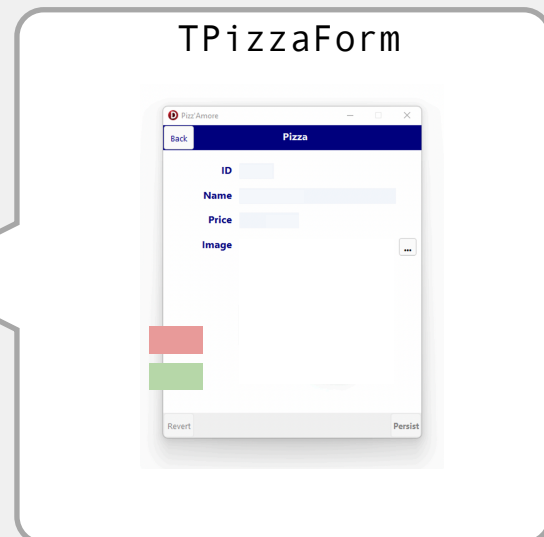 TPizzaForm
Pizz'Amore
Back
Pizza
ID
Name
Price
Image
...
Revert
Persist